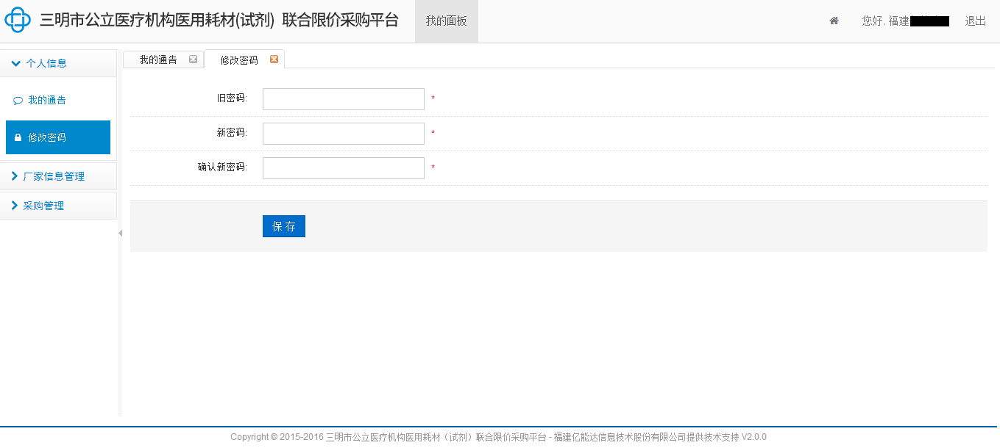 三明市公立医疗机构医用耗材(试剂) 联合限价采购平台
我的面板
您好, 福建
退出
个人信息
我的通告
修改密码
厂家信息管理
采购管理
我的通告
修改密码
旧密码:
*
新密码:
*
确认新密码:
*
保 存
Copyright © 2015-2016 三明市公立医疗机构医用耗材（试剂）联合限价采购平台 - 福建亿能达信息技术股份有限公司提供技术支持 V2.0.0